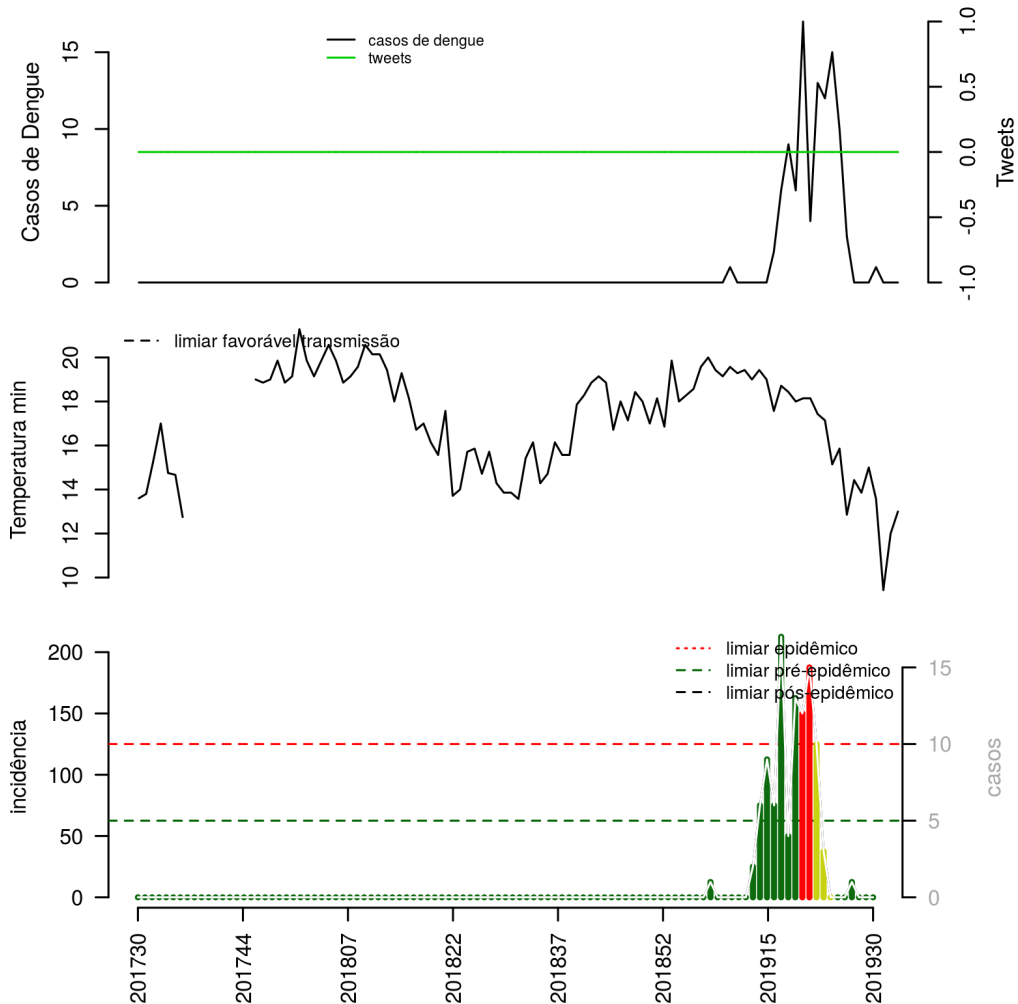 casos de dengue
tweets
Casos de Dengue
0
5
10
15
Tweets
-1.0
-0.5
0.0
0.5
1.0
limiar favorável transmissão
Temperatura min
10
12
14
16
18
20
limiar epidêmico
limiar pré-epidêmico
limiar pós-epidêmico
incidência
0
50
100
150
200
casos
0
5
10
15
201730
201744
201807
201822
201837
201852
201915
201930